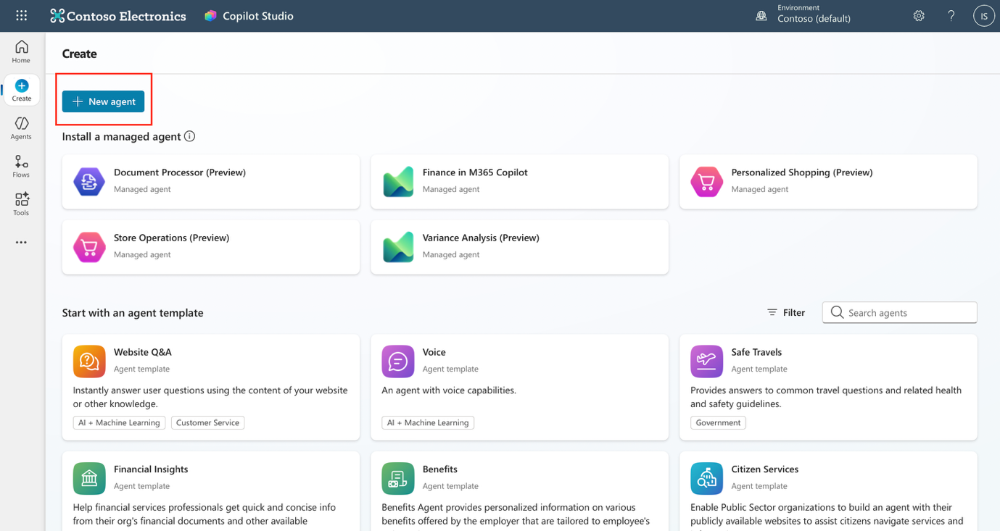 Contoso Electronics
Copilot Studio
Environment
Contoso (default)
?
IS
Home
Create
Agents
Flows
Tools
Create
New agent
Install a managed agent
Document Processor (Preview)
Managed agent
Finance in M365 Copilot
Managed agent
Personalized Shopping (Preview)
Managed agent
Store Operations (Preview)
Managed agent
Variance Analysis (Preview)
Managed agent
Start with an agent template
Filter
Search agents
Website Q&A
Agent template
Instantly answer user questions using the content of your website
or other knowledge.
AI + Machine Learning
Customer Service
Voice
Agent template
An agent with voice capabilities.
AI + Machine Learning
Safe Travels
Agent template
Provides answers to common travel questions and related health
and safety guidelines.
Government
Financial Insights
Agent template
Help financial services professionals get quick and concise info
from their org's financial documents and other available
Benefits
Agent template
Benefits Agent provides personalized information on various
benefits offered by the employer that are tailored to employee's
Citizen Services
Agent template
Enable Public Sector organizations to build an agent with their
publicly available websites to assist citizens navigate services and